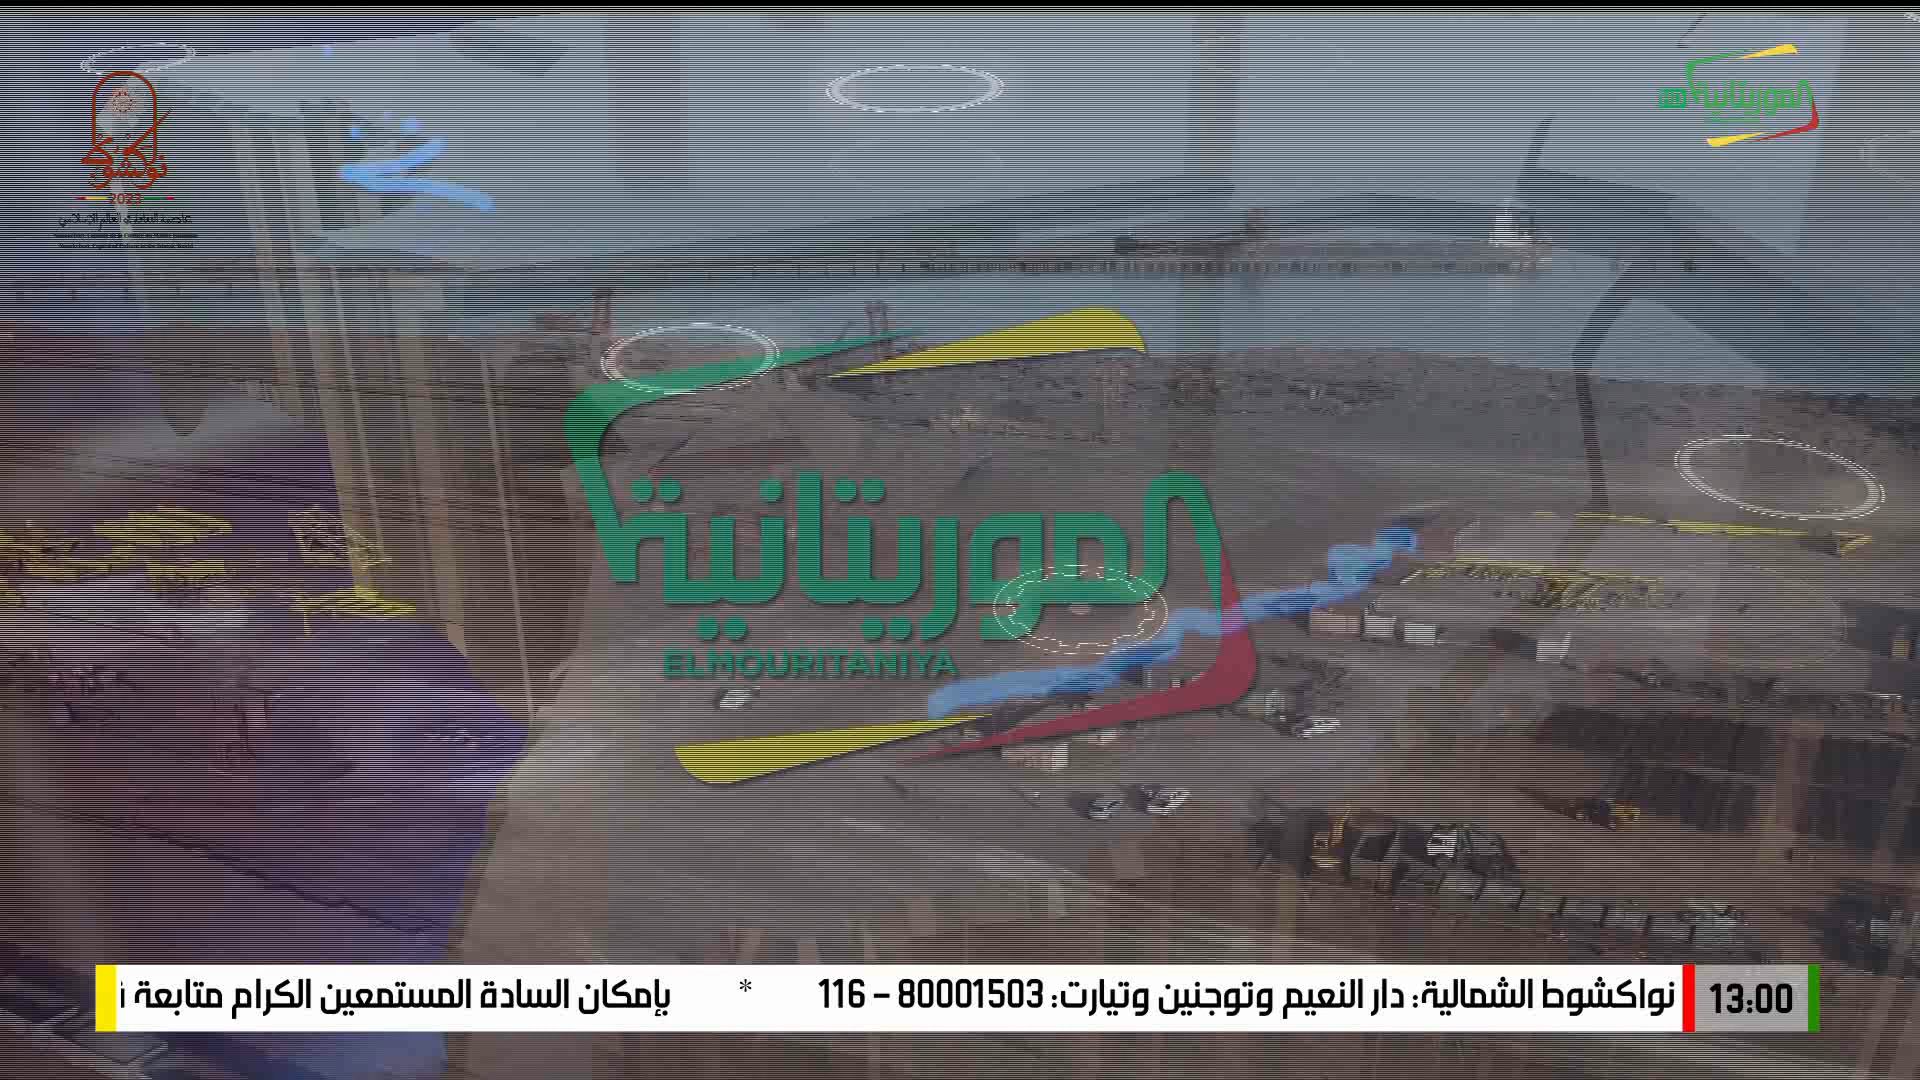 نواكشوط
2023
عاصمة الثقافة في العالم الإسلامي
الموريتانية
HD
الموريتانية
ELMOURITANIYA
13:00
نواكشوط الشمالية: دار النعيم وتوجنين وتيارت: 80001503 – 116 * بإمكان السادة المستمعين الكرام متابعة